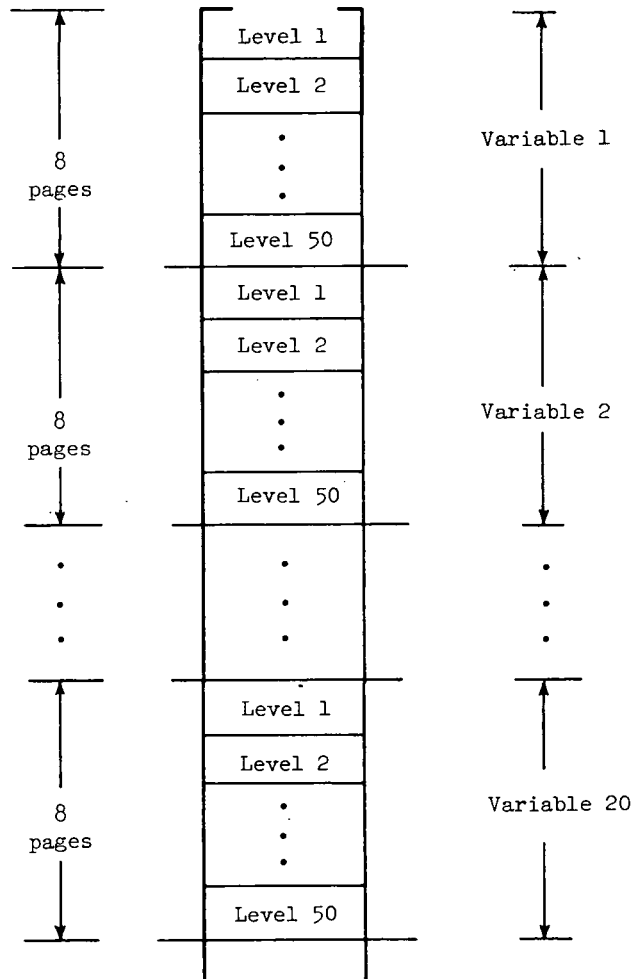 Level 1
Level 2
8
pages
Variable 1
Level 50
Level 1
Level 2
8
pages
Variable 2
Level 50
Level 1
Level 2
8
pages
Variable 20
Level 50